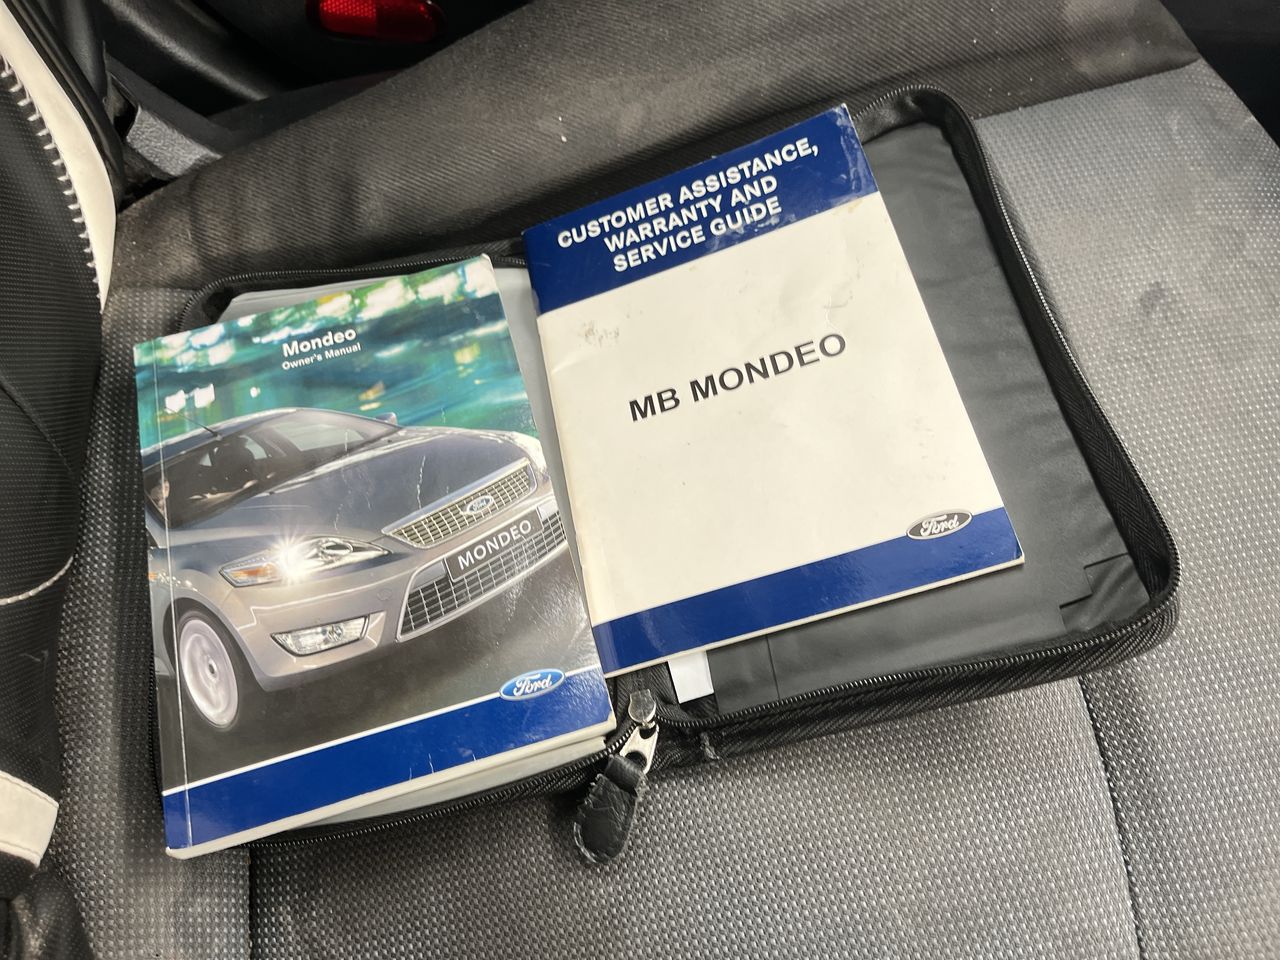 Mondeo
Owner's Manual
Ford
MONDEO
Ford
CUSTOMER ASSISTANCE,
WARRANTY AND
SERVICE GUIDE
MB MONDEO
Ford